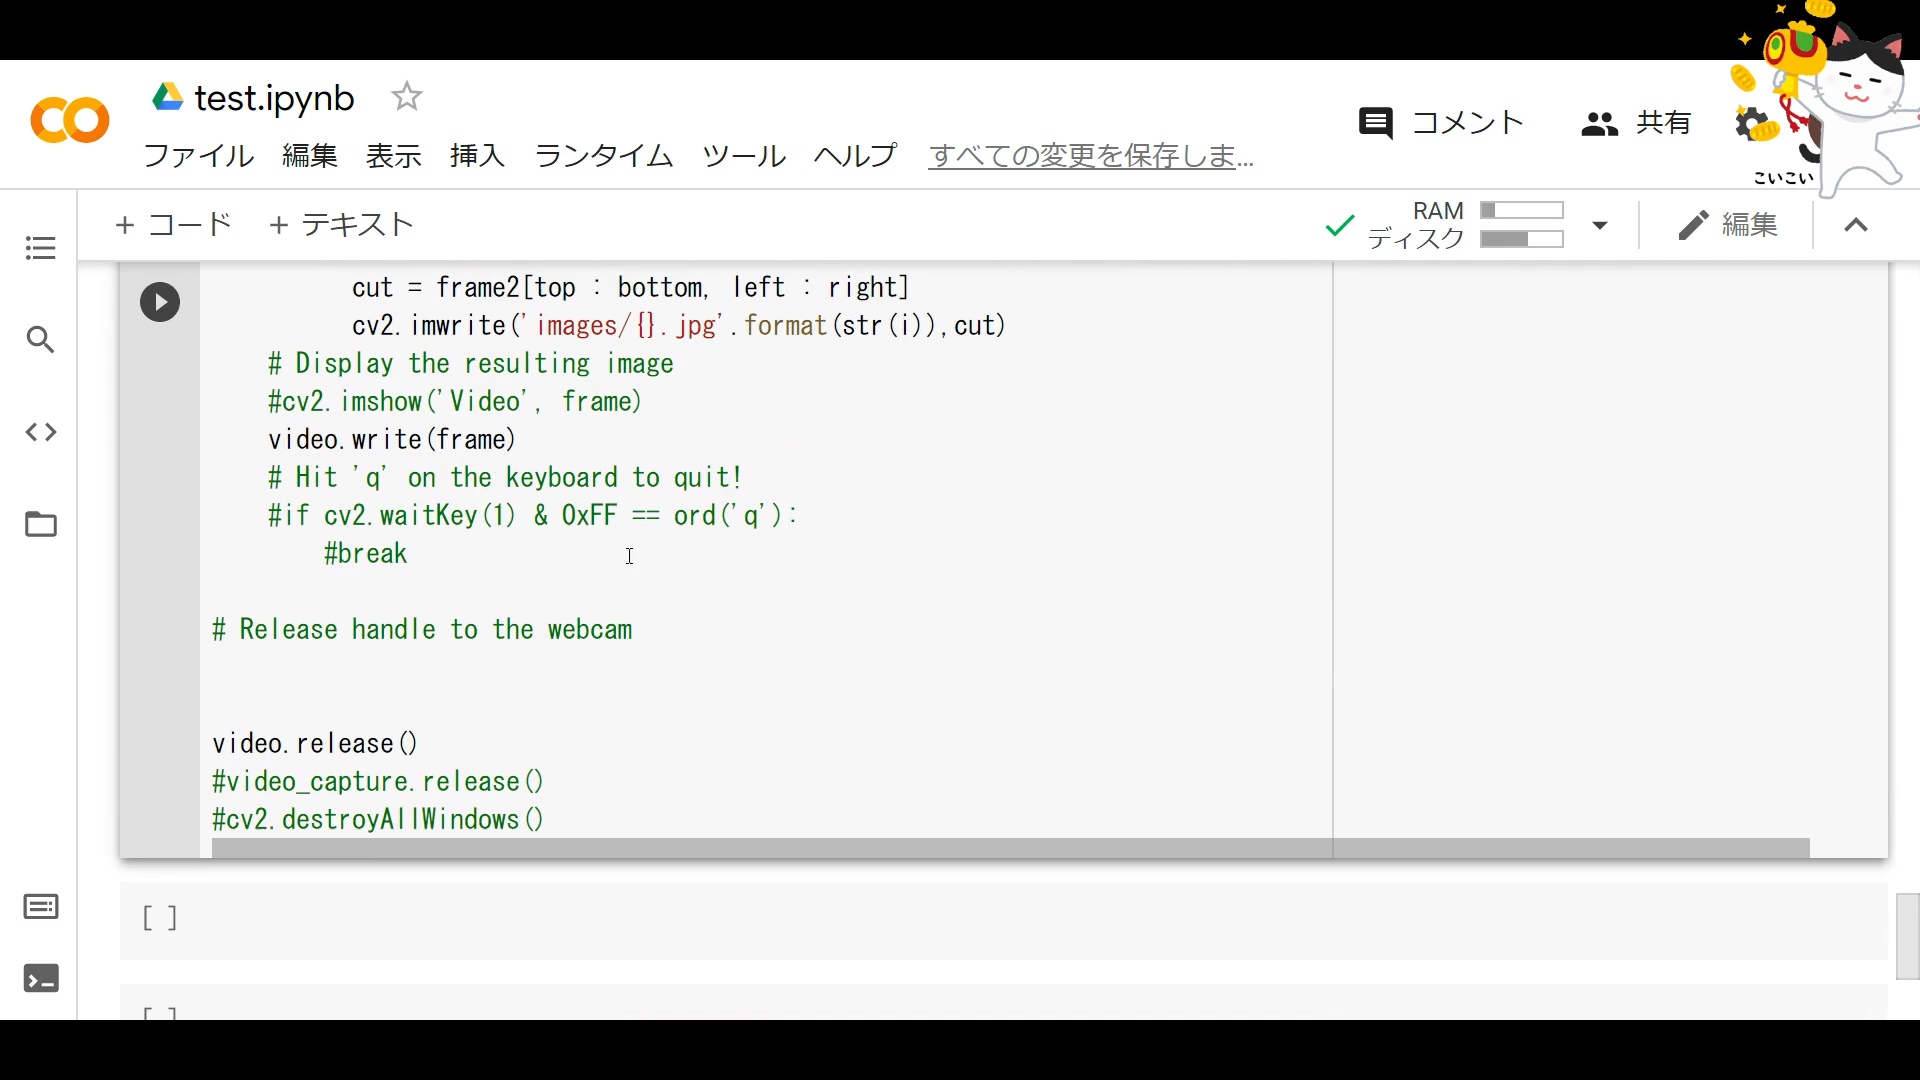 test.ipynb
ファイル 編集 表示 挿入 ランタイム ツール ヘルプ すべての変更を保存しま...
コメント 共有
こいこい
+ コード + テキスト
RAM
ディスク
編集
cut = frame2[top : bottom, left : right]
cv2.imwrite('images/{}.jpg'.format(str(i)),cut)
# Display the resulting image
#cv2.imshow('Video', frame)
video.write(frame)
# Hit 'q' on the keyboard to quit!
#if cv2.waitKey(1) & 0xFF == ord('q'):
#break
# Release handle to the webcam
video.release()
#video_capture.release()
#cv2.destroyAllWindows()
[ ]
[ ]